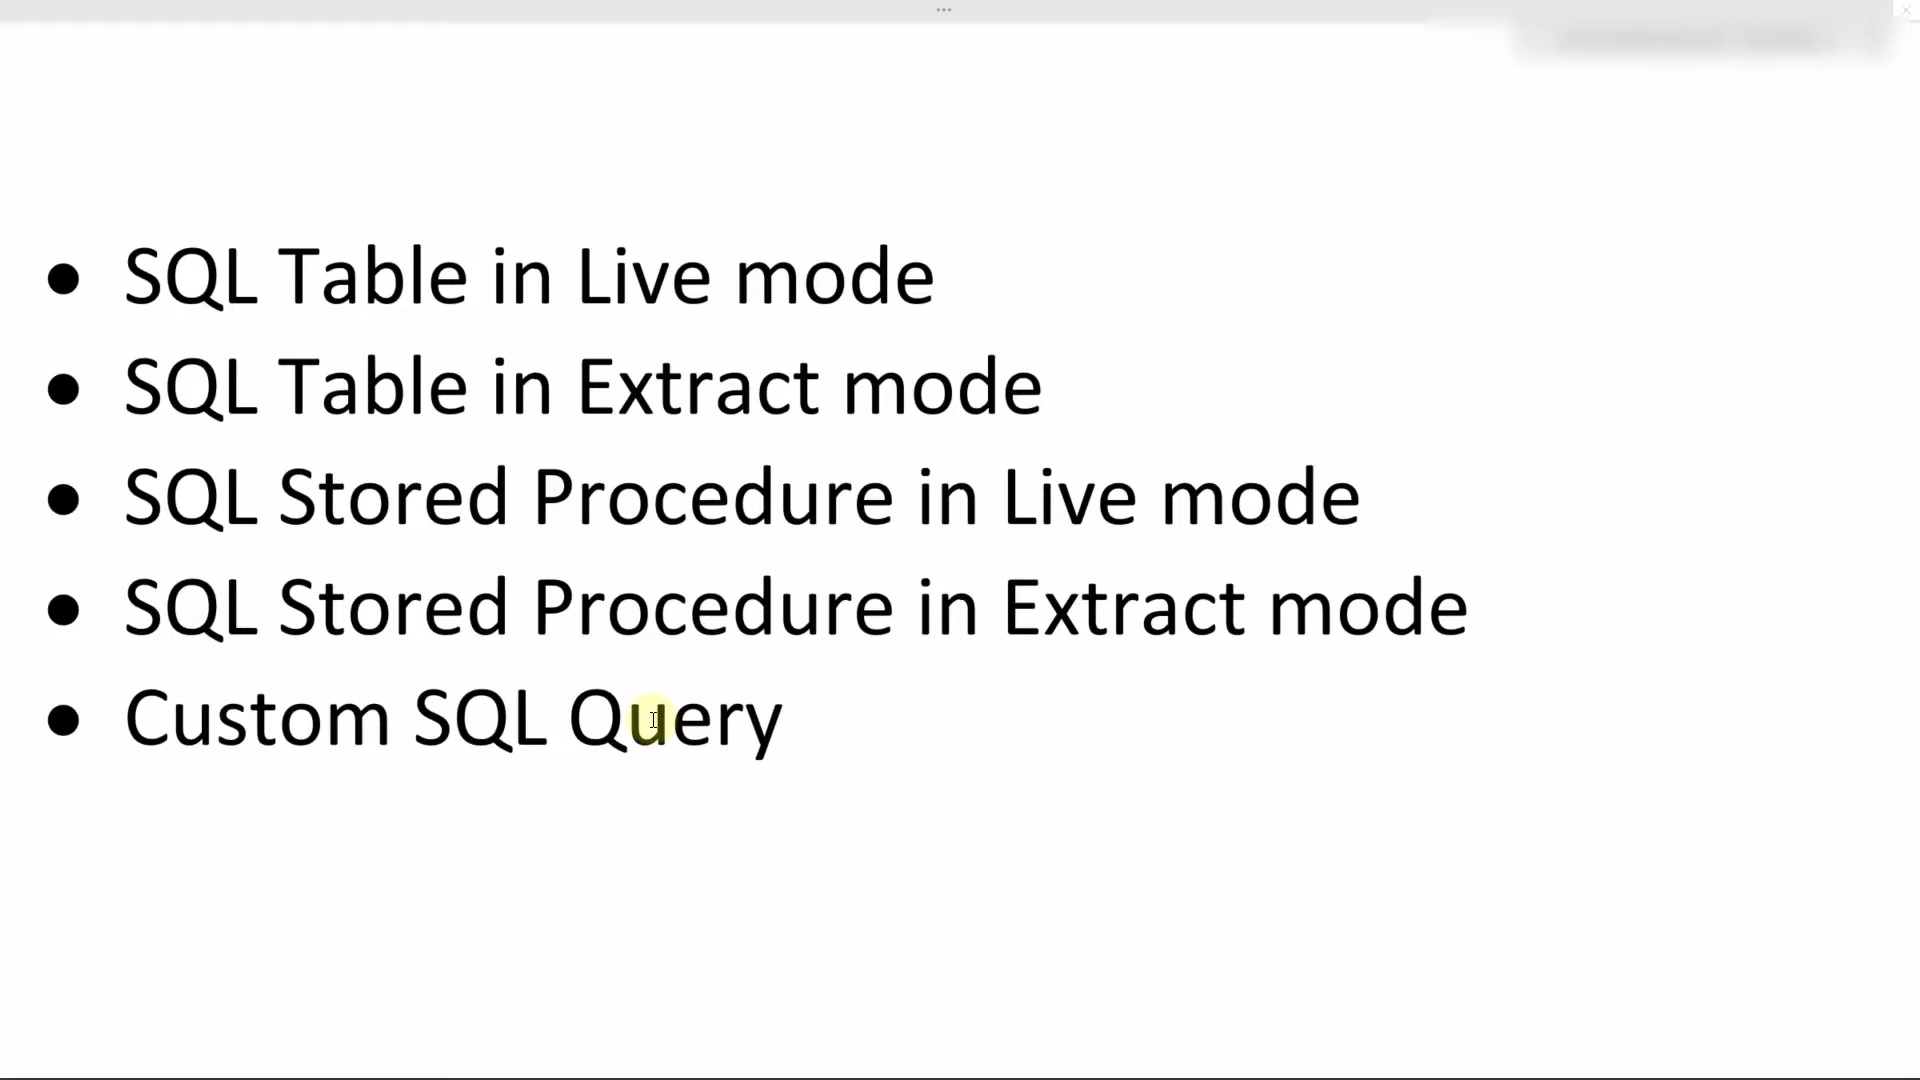 • SQL Table in Live mode
• SQL Table in Extract mode
• SQL Stored Procedure in Live mode
• SQL Stored Procedure in Extract mode
• Custom SQL Query